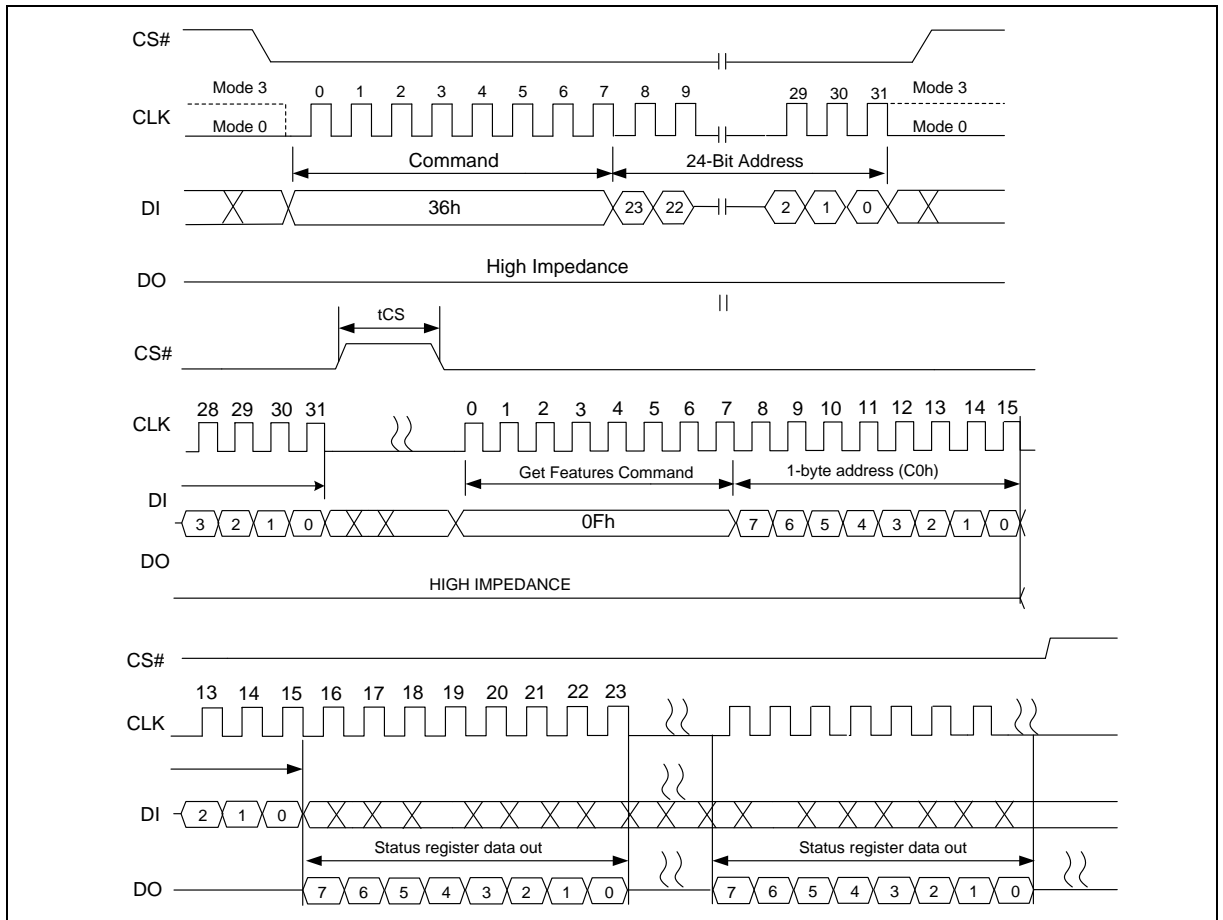 CS#
Mode 3 0 1 2 3 4 5 6 7 8 9 29 30 31 Mode 3
CLK
Mode 0 Mode 0
Command 24-Bit Address
DI 36h 23 22 2 1 0
High Impedance
DO
tCS
CS#
28 29 30 31 0 1 2 3 4 5 6 7 8 9 10 11 12 13 14 15
CLK
Get Features Command 1-byte address (C0h)
DI
3 2 1 0 0Fh 7 6 5 4 3 2 1 0
DO
HIGH IMPEDANCE
CS#
13 14 15 16 17 18 19 20 21 22 23
CLK
DI 2 1 0
Status register data out Status register data out
DO 7 6 5 4 3 2 1 0 7 6 5 4 3 2 1 0